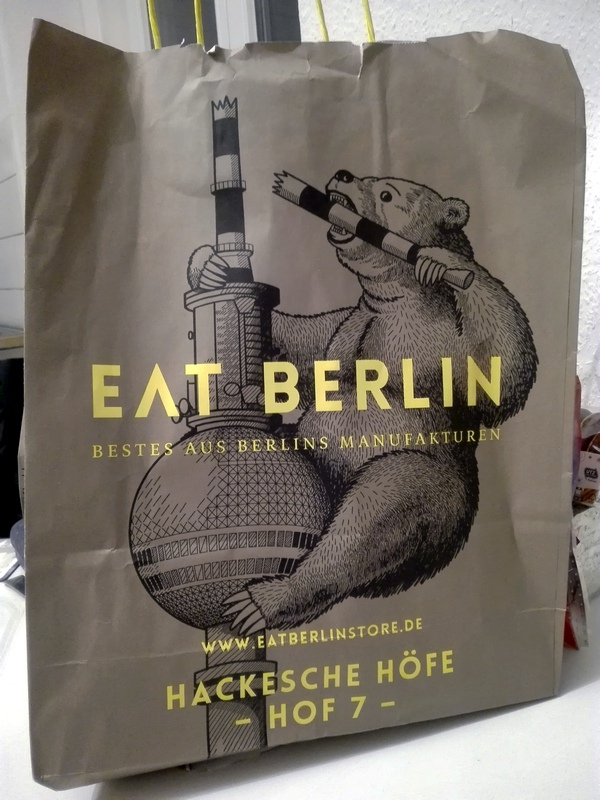 EAT BERLIN
BESTES AUS BERLINS MANUFAKTUREN
WWW.EATBERLINSTORE.DE
HACKESCHE HÖFE
– HOF 7 –